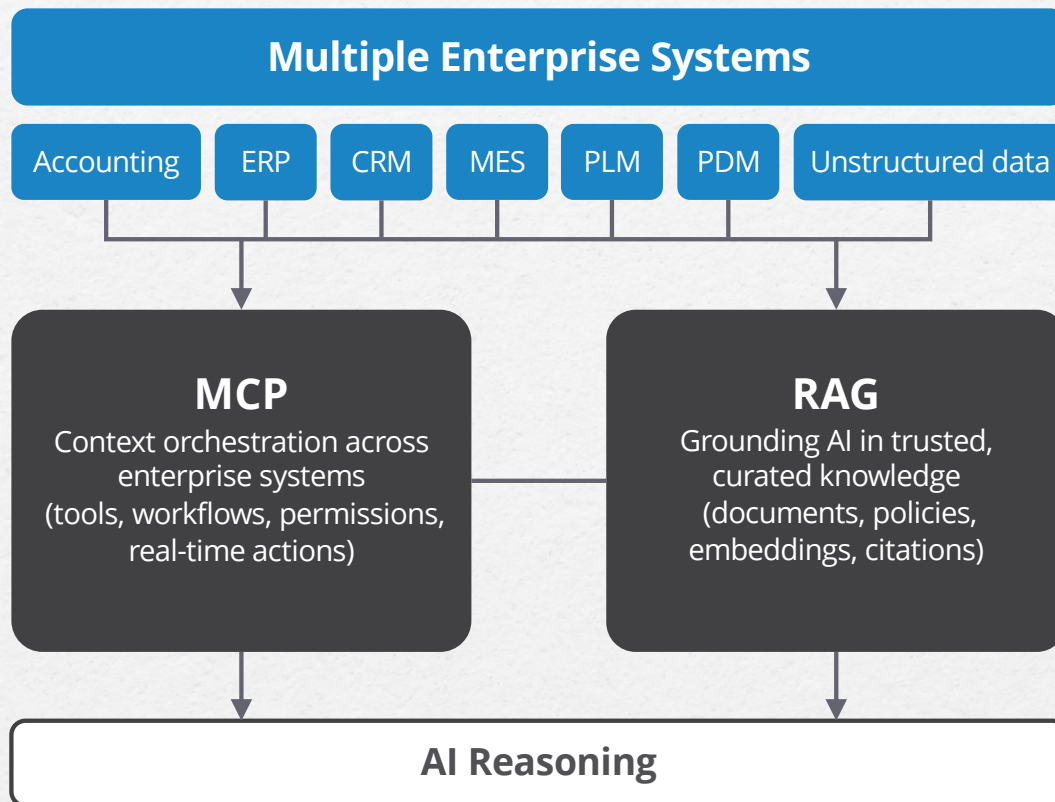 Multiple Enterprise Systems
Accounting
ERP
CRM
MES
PLM
PDM
Unstructured data
MCP
Context orchestration across
enterprise systems
(tools, workflows, permissions,
real-time actions)
RAG
Grounding AI in trusted,
curated knowledge
(documents, policies,
embeddings, citations)
AI Reasoning